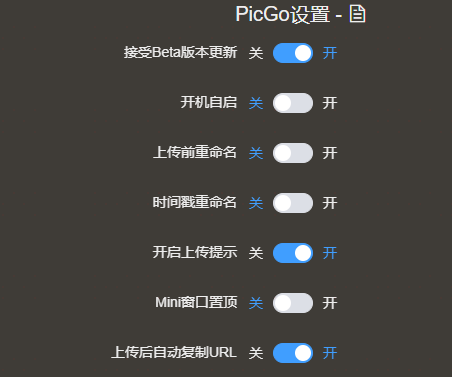 PicGo设置 -
接受Beta版本更新 关 开
开机自启 关 开
上传前重命名 关 开
时间戳重命名 关 开
开启上传提示 关 开
Mini窗口置顶 关 开
上传后自动复制URL 关 开